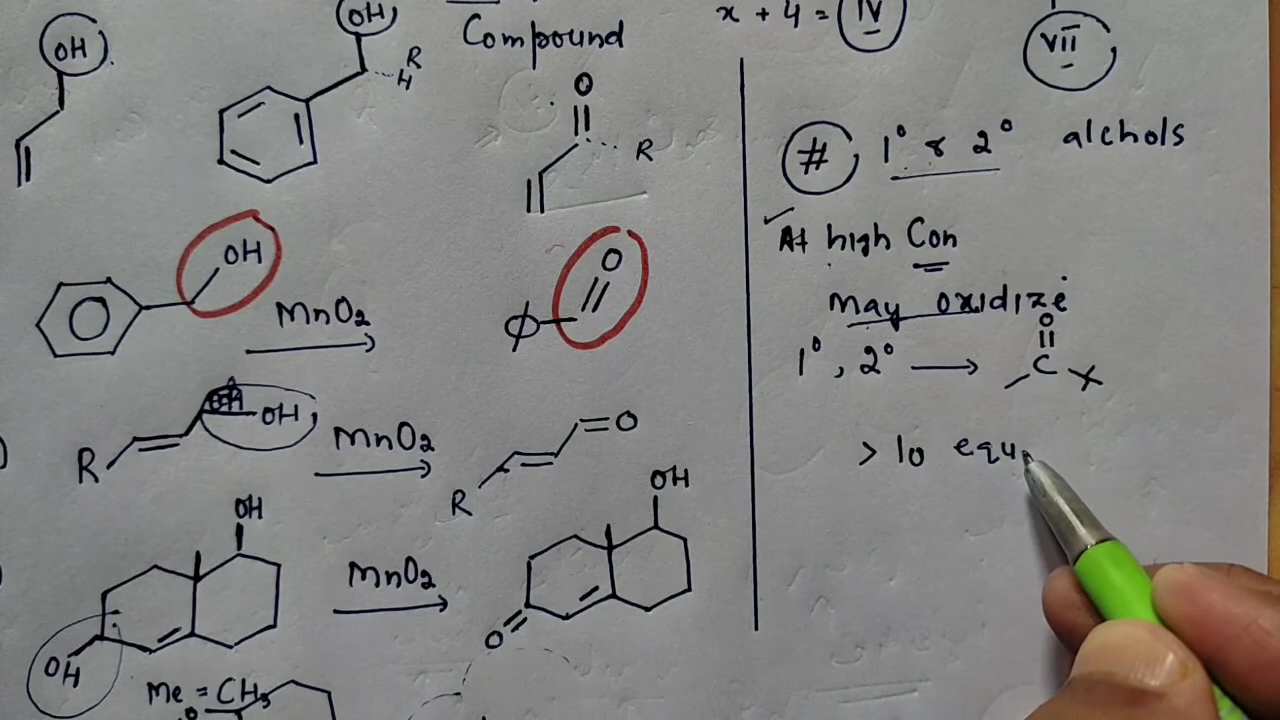 OH
OH
R
H
Compound
O
R
x + 4 = IV
VII
# 1° & 2° alchols
At high Con
may oxidize
1°, 2° → O
C
> 10 equ
OH
MnO2
ϕ
O
R
OH
MnO2
O
R
OH
OH
MnO2
OH
O
Me = CH3